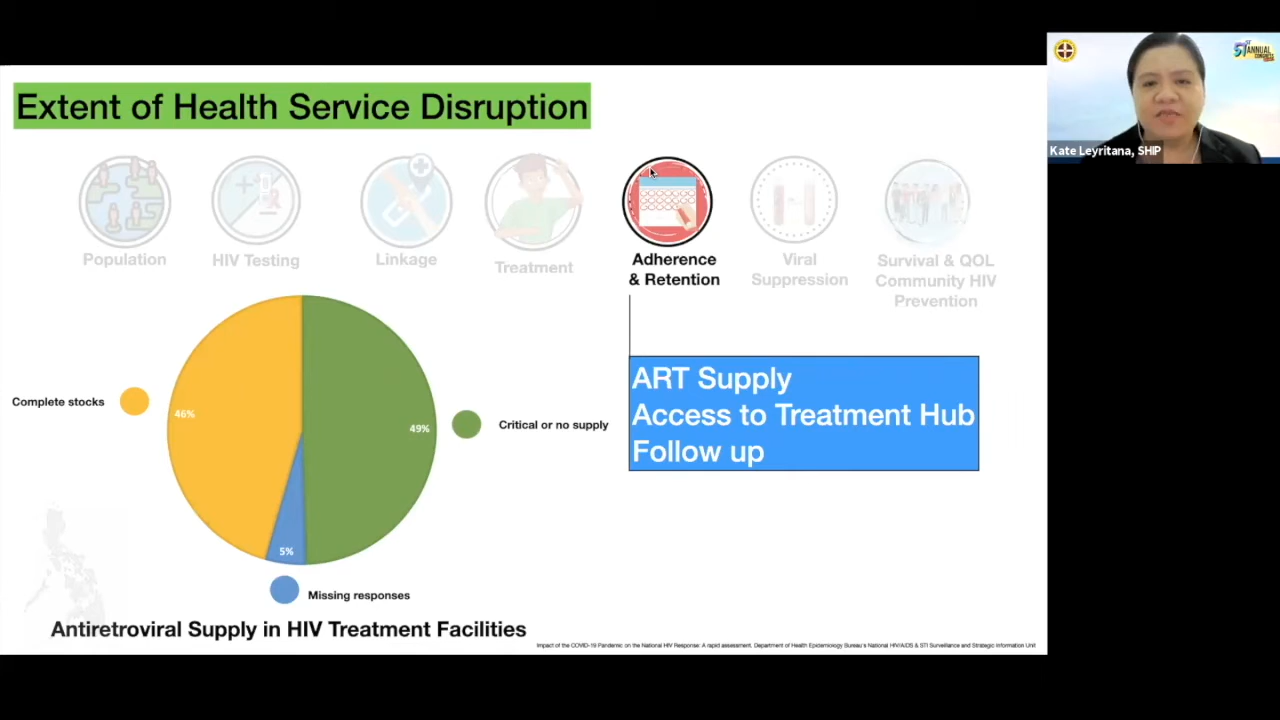 Extent of Health Service Disruption
Kate Leyritana, SHIP
ANNUAL
Population
HIV Testing
Linkage
Treatment
Adherence
& Retention
Viral
Suppression
Survival & QOL
Community HIV
Prevention
Complete stocks
46%
49%
Critical or no supply
5%
Missing responses
ART Supply
Access to Treatment Hub
Follow up
Antiretroviral Supply in HIV Treatment Facilities
Impact of the COVID-19 Pandemic on the National HIV Response: A rapid assessment. Department of Health Epidemiology Bureau's National HIV/AIDS & STI Surveillance and Strategic Information Unit